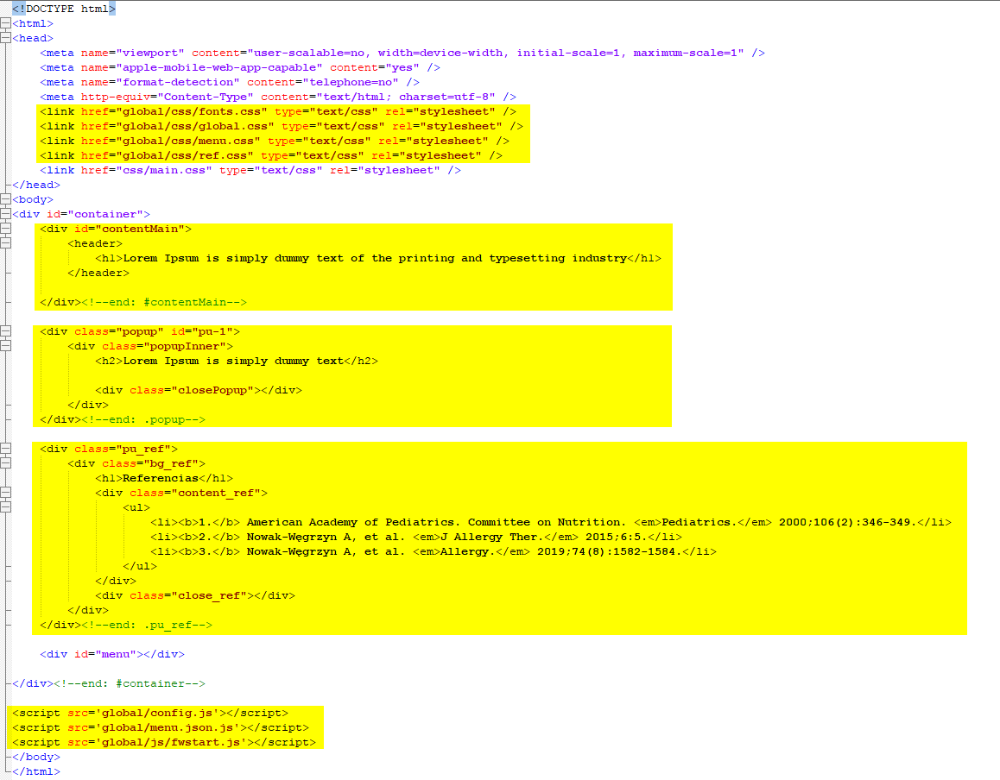 <!DOCTYPE html>
<html>
<head>
<meta name="viewport" content="user-scalable=no, width=device-width, initial-scale=1, maximum-scale=1" />
<meta name="apple-mobile-web-app-capable" content="yes" />
<meta name="format-detection" content="telephone=no" />
<meta http-equiv="Content-Type" content="text/html; charset=utf-8" />
<link href="global/css/fonts.css" type="text/css" rel="stylesheet" />
<link href="global/css/global.css" type="text/css" rel="stylesheet" />
<link href="global/css/menu.css" type="text/css" rel="stylesheet" />
<link href="global/css/ref.css" type="text/css" rel="stylesheet" />
<link href="css/main.css" type="text/css" rel="stylesheet" />
</head>
<body>
<div id="container">
<div id="contentMain">
<header>
<h1>Lorem Ipsum is simply dummy text of the printing and typesetting industry</h1>
</header>
</div><!--end: #contentMain-->
<div class="popup" id="pu-1">
<div class="popupInner">
<h2>Lorem Ipsum is simply dummy text</h2>
<div class="closePopup"></div>
</div>
</div><!--end: .popup-->
<div class="pu_ref">
<div class="bg_ref">
<h1>Referencias</h1>
<div class="content_ref">
<ul>
<li><b>1.</b> American Academy of Pediatrics. Committee on Nutrition. <em>Pediatrics.</em> 2000;106(2):346-349.</li>
<li><b>2.</b> Nowak-Węgrzyn A, et al. <em>J Allergy Ther.</em> 2015;6:5.</li>
<li><b>3.</b> Nowak-Węgrzyn A, et al. <em>Allergy.</em> 2019;74(8):1582-1584.</li>
</ul>
</div>
<div class="close_ref"></div>
</div>
</div><!--end: .pu_ref-->
<div id="menu"></div>
</div><!--end: #container-->
<script src='global/config.js'></script>
<script src='global/menu.json.js'></script>
<script src='global/js/fwstart.js'></script>
</body>
</html>